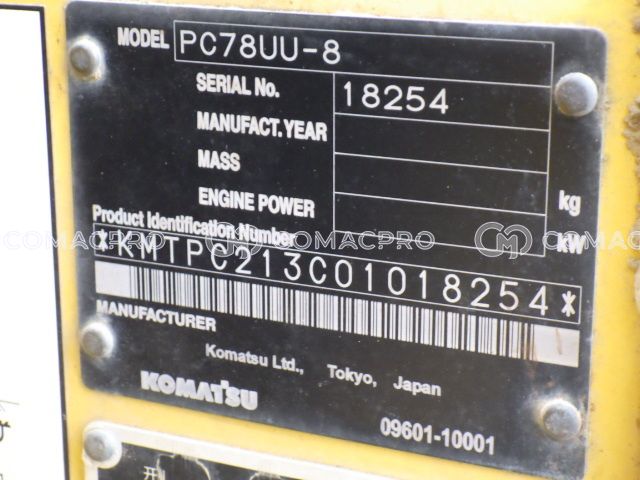 MODEL PC78UU-8
SERIAL No. 18254
MANUFACT. YEAR
MASS kg
ENGINE POWER kW
Product Identification Number
COMACPRO COMACPRO COMACPRO
*KMTPC213C01018254*
MANUFACTURER
Komatsu Ltd., Tokyo, Japan
KOMATSU
09601-10001